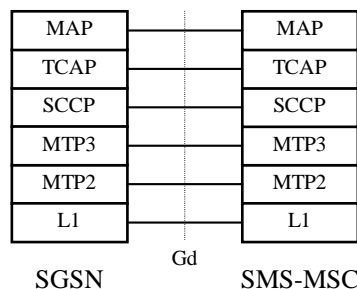 MAP MAP
TCAP TCAP
SCCP SCCP
MTP3 MTP3
MTP2 MTP2
L1 L1
Gd
SGSN SMS-MSC